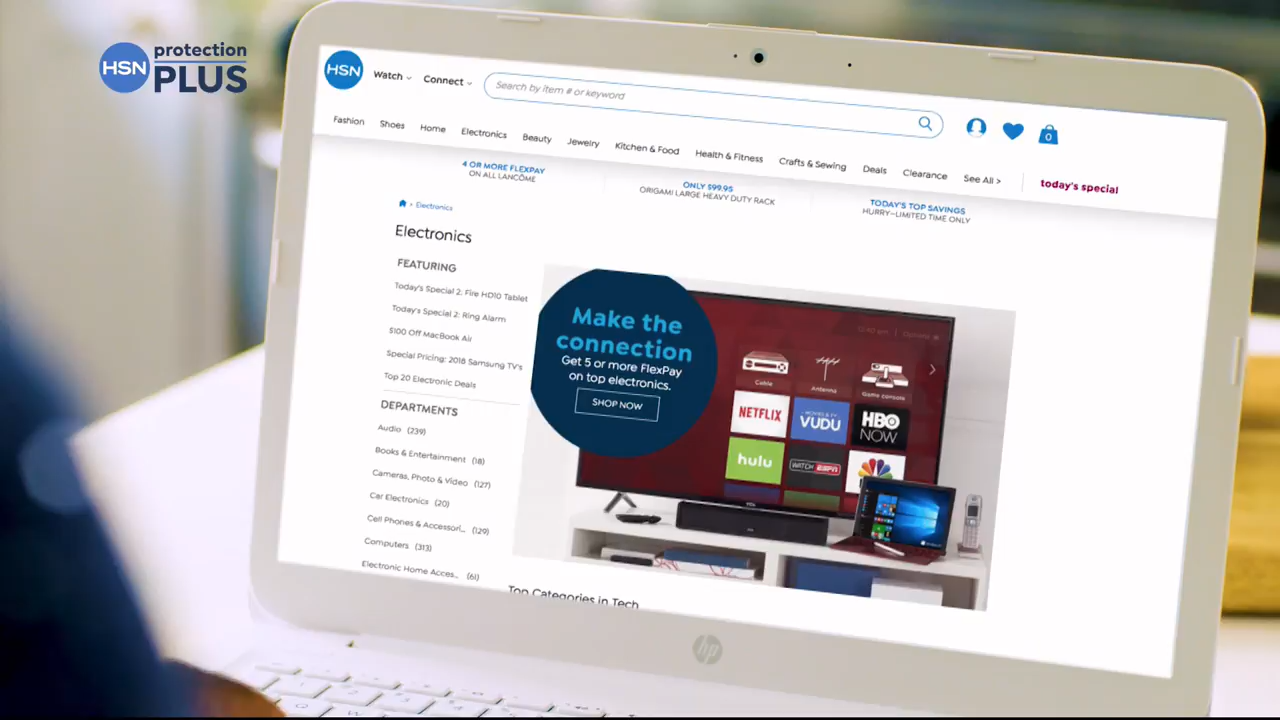 HSN protection
PLUS
HSN
Watch
Connect
Search by item # or keyword
0
Fashion
Shoes
Home
Electronics
Beauty
Jewelry
Kitchen & Food
Health & Fitness
Crafts & Sewing
Deals
Clearance
See All >
today's special
4 OR MORE FLEXPAY
ON ALL LANCÔME
ONLY $99.95
ORIGAMI LARGE HEAVY DUTY RACK
TODAY'S TOP SAVINGS
HURRY—LIMITED TIME ONLY
Electronics
Electronics
FEATURING
Today's Special 2: Fire HD10 Tablet
Today's Special 2: Ring Alarm
$100 Off MacBook Air
Special Pricing: 2018 Samsung TV's
Top 20 Electronic Deals
DEPARTMENTS
Audio (239)
Books & Entertainment (18)
Cameras, Photo & Video (127)
Car Electronics (20)
Cell Phones & Accessori... (129)
Computers (313)
Electronic Home Acces... (61)
Make the
connection
Get 5 or more FlexPay
on top electronics.
SHOP NOW
Options
Cable
Antenna
Game console
NETFLIX
MOVIES & TV
VUDU
HBO
NOW
hulu
WATCH ESPN
Top Categories in Tech
hp